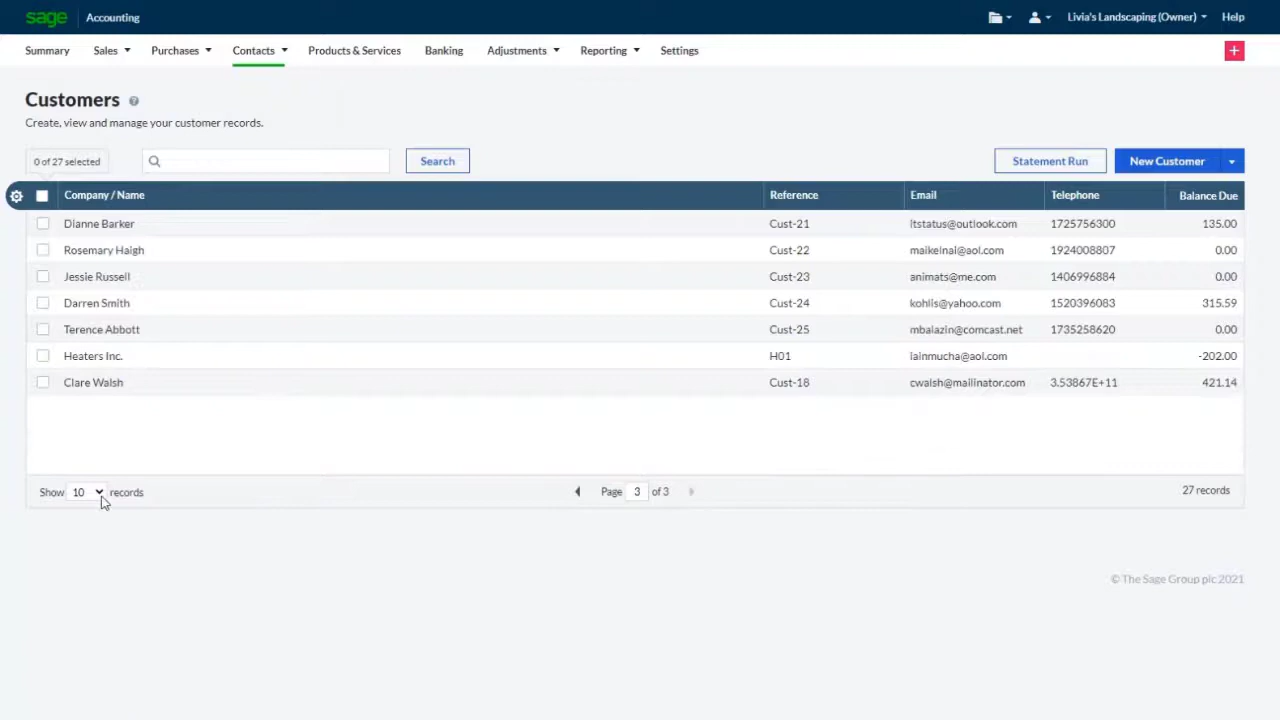 sage Accounting Livia's Landscaping (Owner) Help
Summary Sales Purchases Contacts Products & Services Banking Adjustments Reporting Settings +
Customers ?
Create, view and manage your customer records.
0 of 27 selected Search Statement Run New Customer
Company / Name Reference Email Telephone Balance Due
Dianne Barker Cust-21 ltstatus@outlook.com 1725756300 135.00
Rosemary Haigh Cust-22 maikelnai@aol.com 1924008807 0.00
Jessie Russell Cust-23 animats@me.com 1406996884 0.00
Darren Smith Cust-24 kohlis@yahoo.com 1520396083 315.59
Terence Abbott Cust-25 mbalazin@comcast.net 1735258620 0.00
Heaters Inc. H01 iainmucha@aol.com -202.00
Clare Walsh Cust-18 cwalsh@mailinator.com 3.53867E+11 421.14
Show 10 records Page 3 of 3 27 records
© The Sage Group plc 2021